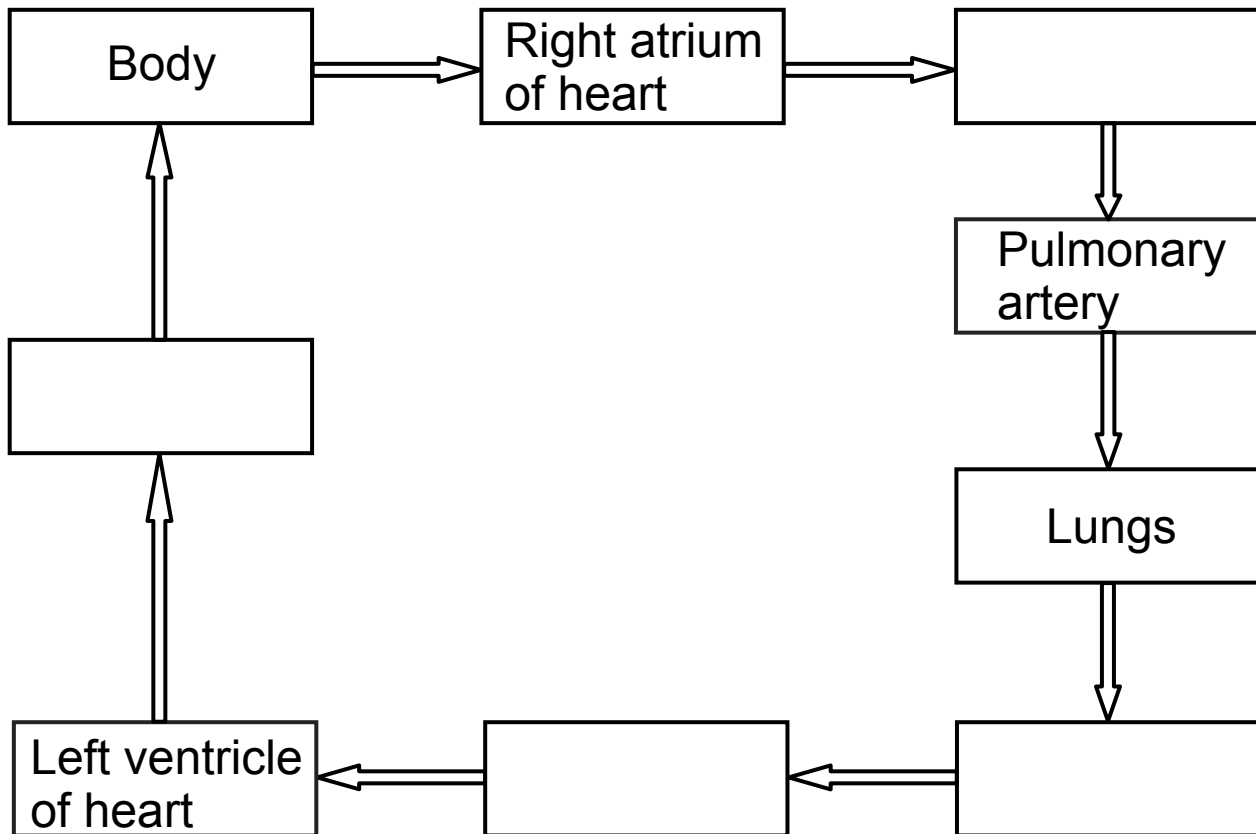 Body
Right atrium
of heart
Pulmonary
artery
Lungs
Left ventricle
of heart